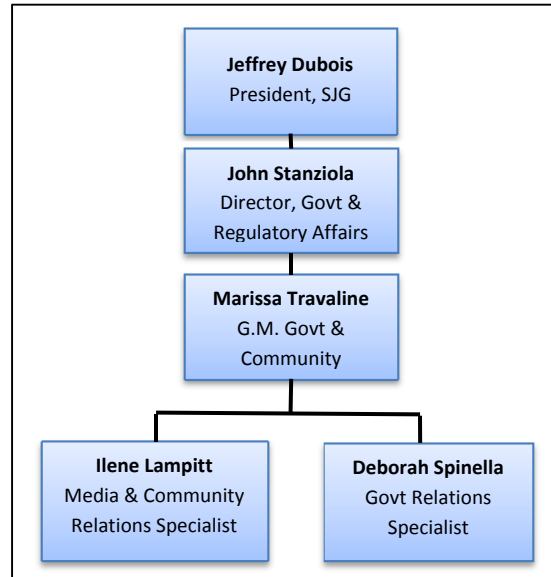 Jeffrey Dubois
President, SJG
John Stanziola
Director, Govt &
Regulatory Affairs
Marissa Travaline
G.M. Govt &
Community
Ilene Lampitt
Media & Community
Relations Specialist
Deborah Spinella
Govt Relations
Specialist